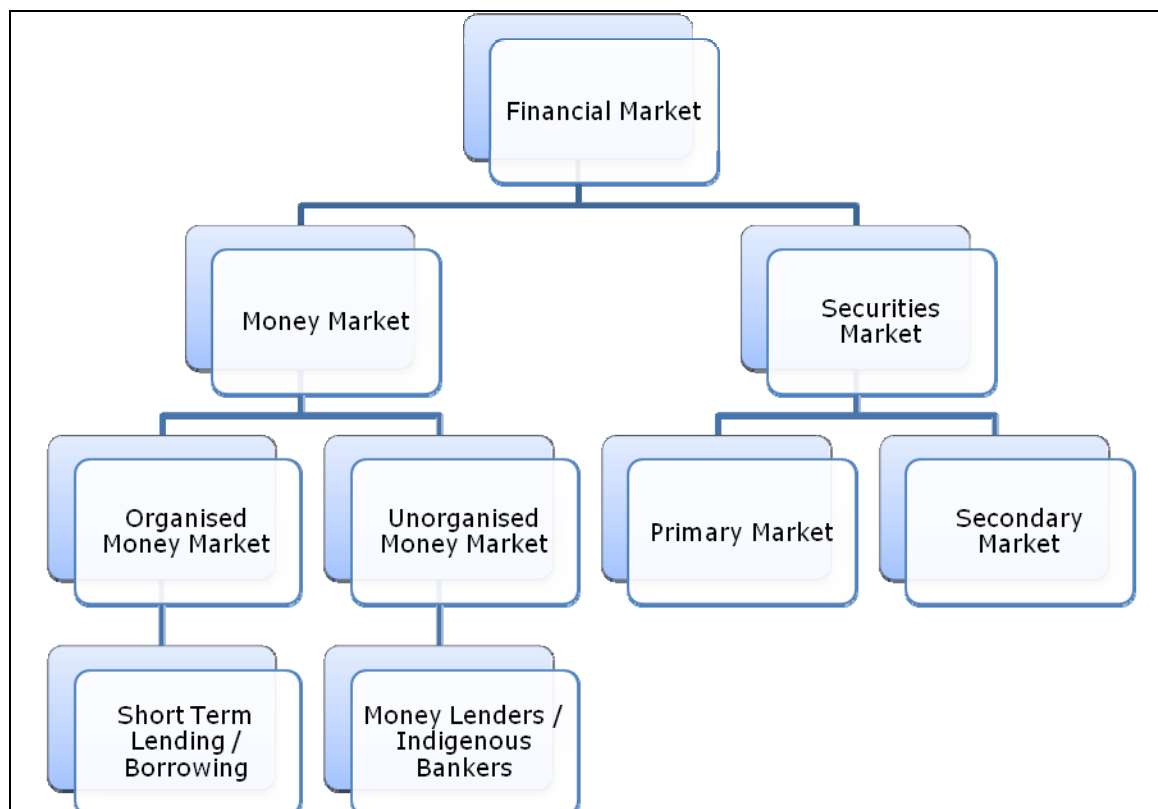 Financial Market
Money Market
Securities
Market
Organised
Money Market
Unorganised
Money Market
Primary Market
Secondary
Market
Short Term
Lending /
Borrowing
Money Lenders /
Indigenous
Bankers